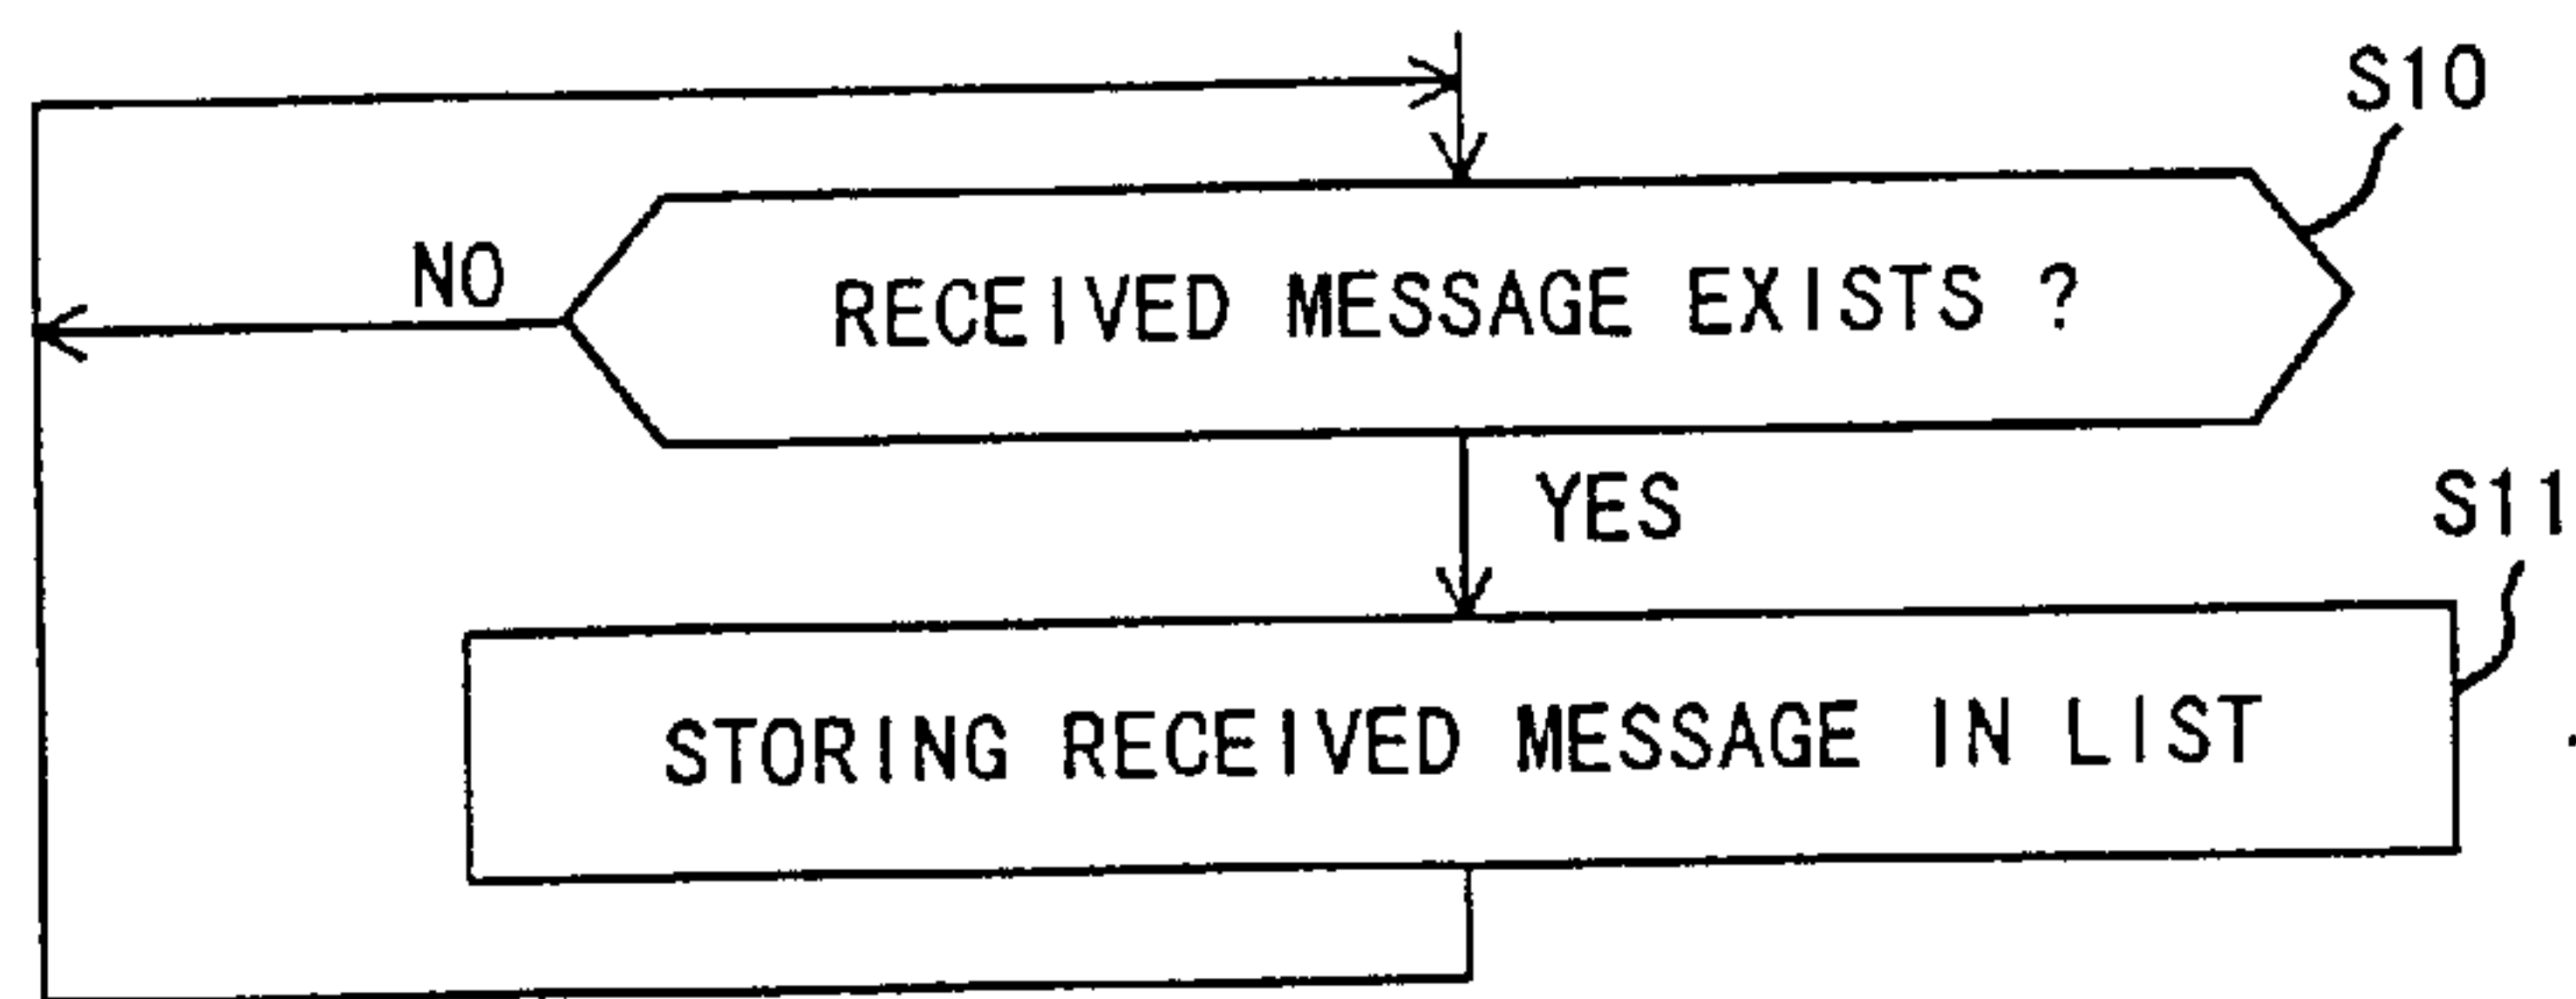 S10
NO
RECEIVED MESSAGE EXISTS ?
YES
S11
STORING RECEIVED MESSAGE IN LIST